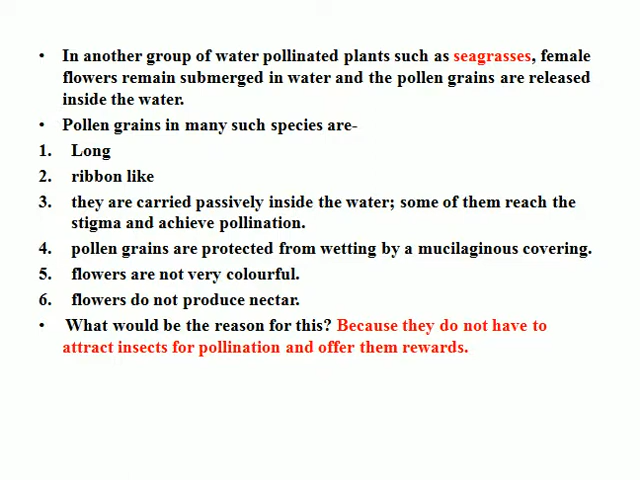 • In another group of water pollinated plants such as seagrasses, female
flowers remain submerged in water and the pollen grains are released
inside the water.
• Pollen grains in many such species are-
1. Long
2. ribbon like
3. they are carried passively inside the water; some of them reach the
stigma and achieve pollination.
4. pollen grains are protected from wetting by a mucilaginous covering.
5. flowers are not very colourful.
6. flowers do not produce nectar.
• What would be the reason for this? Because they do not have to
attract insects for pollination and offer them rewards.